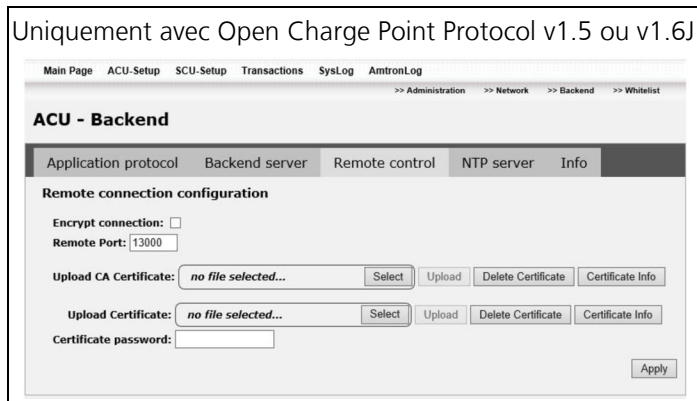 Uniquement avec Open Charge Point Protocol v1.5 ou v1.6J
Main Page ACU-Setup SCU-Setup Transactions SysLog AmtronLog
>> Administration >> Network >> Backend >> Whitelist
ACU - Backend
Application protocol Backend server Remote control NTP server Info
Remote connection configuration
Encrypt connection:
Remote Port: 13000
Upload CA Certificate: no file selected... Select Upload Delete Certificate Certificate Info
Upload Certificate: no file selected... Select Upload Delete Certificate Certificate Info
Certificate password:
Apply